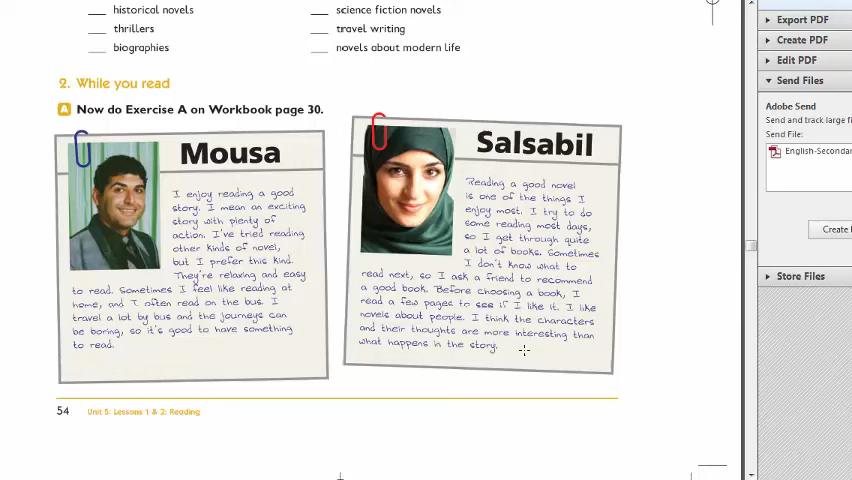 ___ historical novels
___ science fiction novels
___ thrillers
___ travel writing
___ biographies
___ novels about modern life
2. While you read
A Now do Exercise A on Workbook page 30.
Mousa
I enjoy reading a good
story. I mean an exciting
story with plenty of
action. I've tried reading
other kinds of novel,
but I prefer this kind.
They're relaxing and easy
to read. Sometimes I feel like reading at
home, and I often read on the bus. I
travel a lot by bus and the journeys can
be boring, so it's good to have something
to read.
Salsabil
Reading a good novel
is one of the things I
enjoy most. I try to do
some reading most days,
so I get through quite
a lot of books. Sometimes
I don't know what to
read next, so I ask a friend to recommend
a good book. Before choosing a book, I
read a few pages to see if I like it. I like
novels about people. I think the characters
and their thoughts are more interesting than
what happens in the story.
54 Unit 5: Lessons 1 & 2: Reading
Export PDF
Create PDF
Edit PDF
Send Files
Adobe Send
Send and track large fi
Send File:
English-Secondar
Create l
Store Files